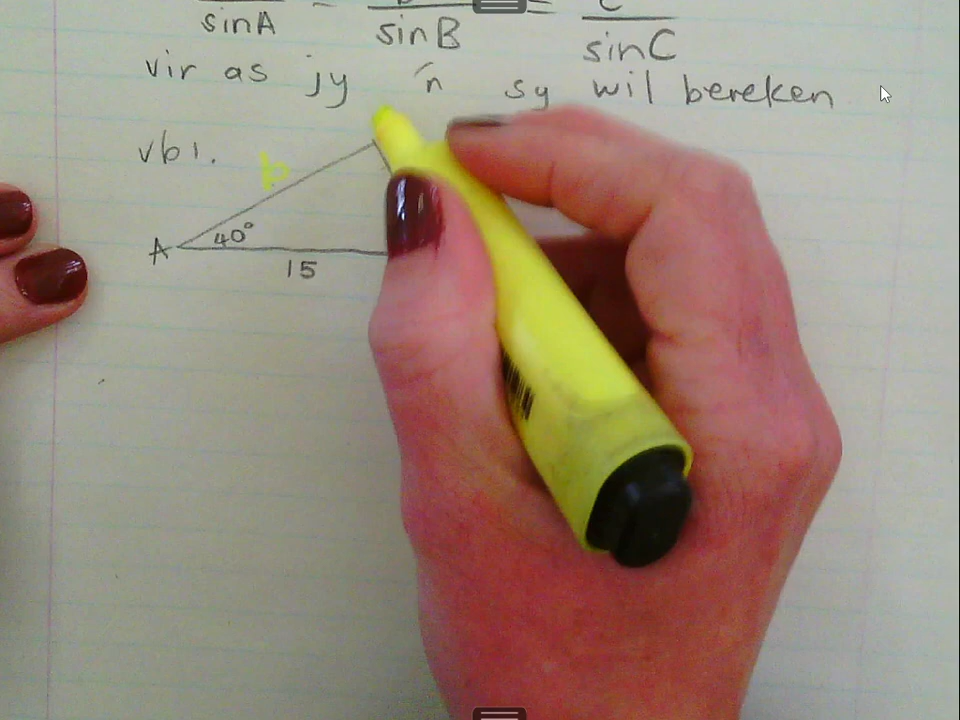 sinA = sinB = sinC
vir as jy 'n sy wil bereken
vb1.
b
A 40°
15